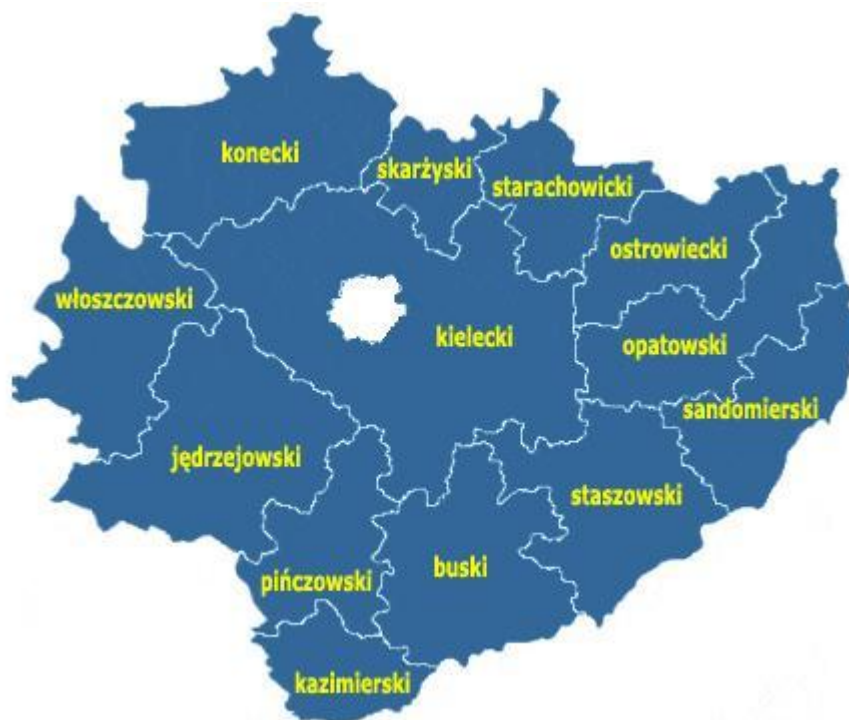 konecki
skarżyski
starachowicki
ostrowiecki
włoszczowski
kielecki
opatowski
sandomierski
jędrzejowski
staszowski
pińczowski
buski
kazimierski